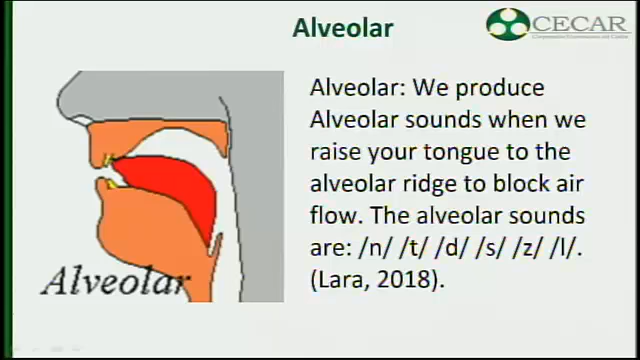 Alveolar
CECAR
Alveolar: We produce
Alveolar sounds when we
raise your tongue to the
alveolar ridge to block air
flow. The alveolar sounds
are: /n/ /t/ /d/ /s/ /z/ /l/.
(Lara, 2018).
Alveolar